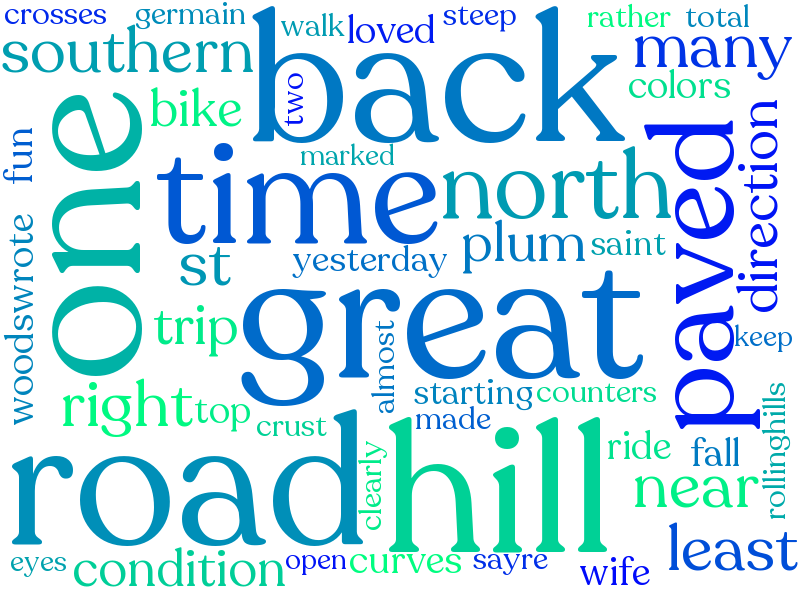 crosses
germain
walk
loved
steep
rather
total
southern
back
many
colors
two
bike
one
fun
marked
time
north
paved
direction
woodswrote
st
yesterday
plum
saint
great
keep
trip
almost
right
top
crust
starting
counters
made
road
clearly
hill
ride
fall
near
rollinghills
eyes
condition
open
curves
sayre
wife
least